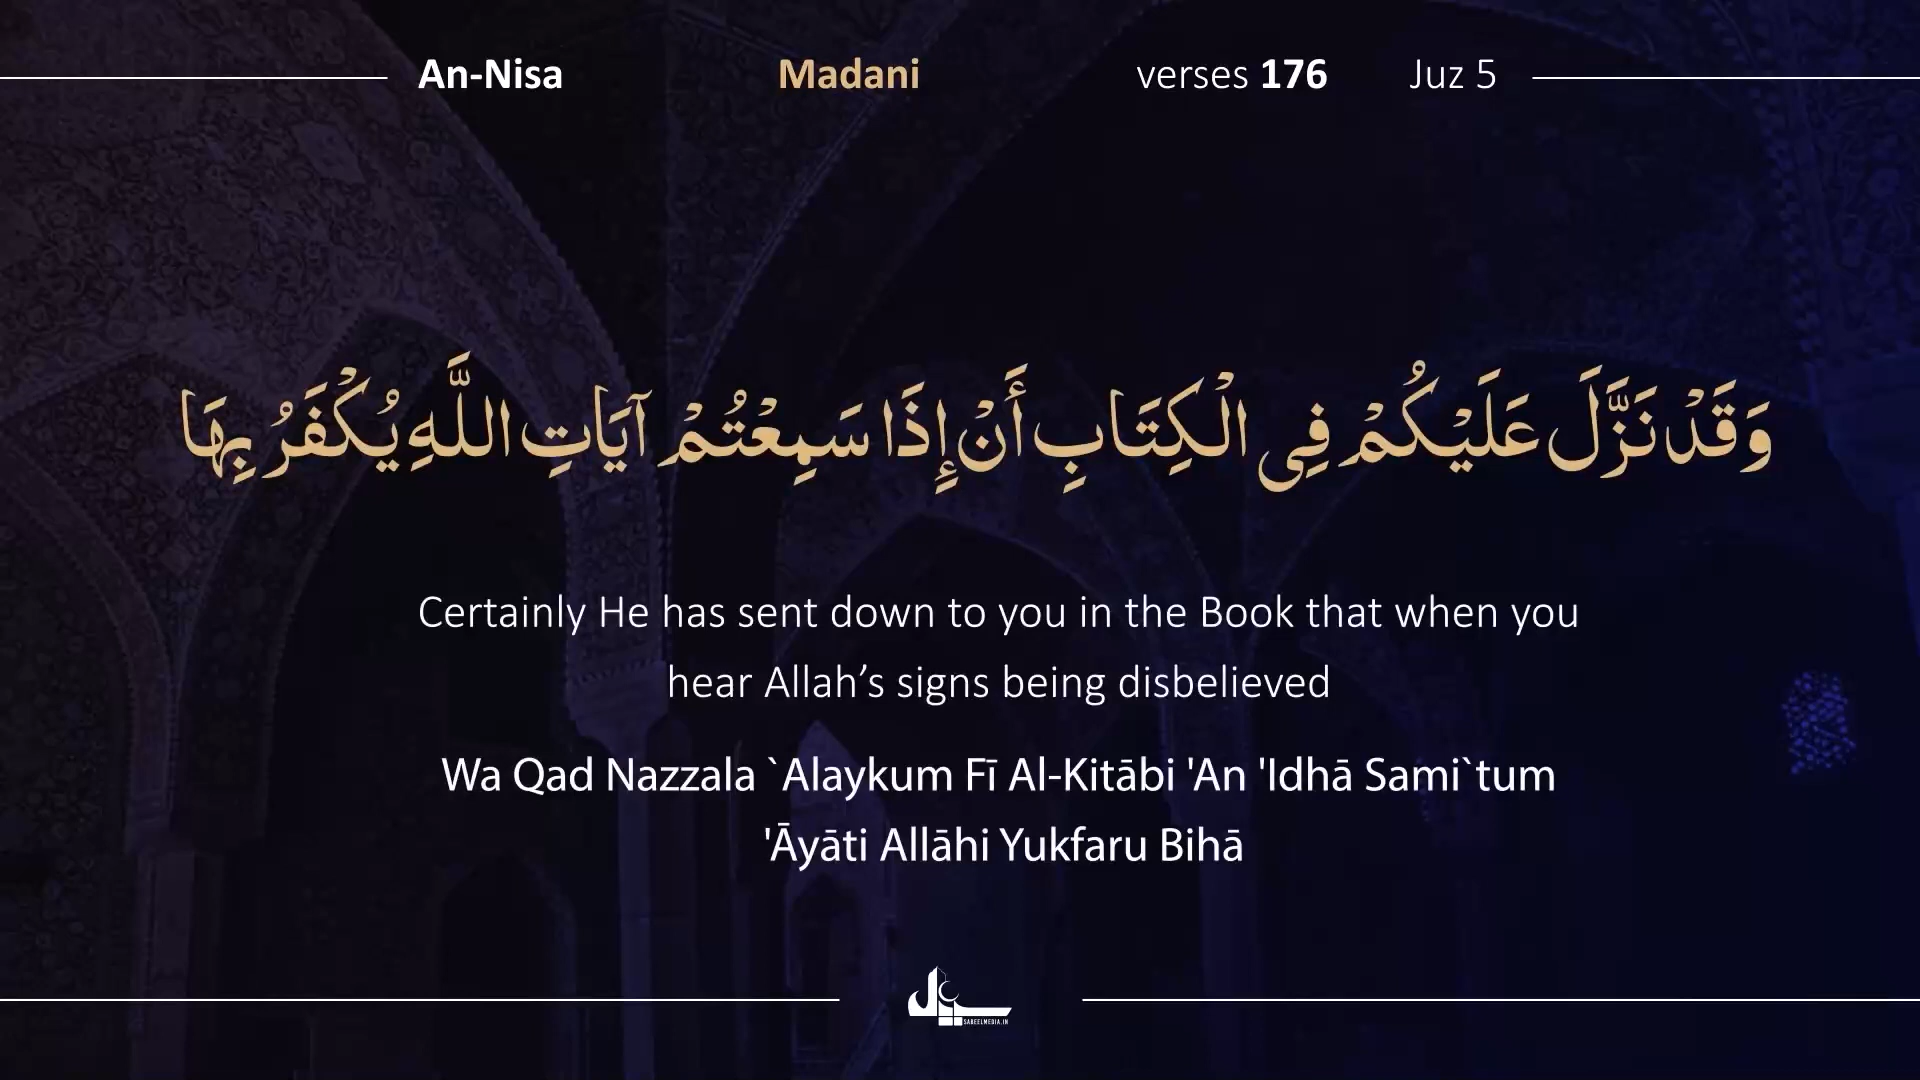 An-Nisa Madani verses 176 Juz 5
وَقَدْ نَزَّلَ عَلَيْكُمْ فِي الْكِتَابِ أَنْ إِذَا سَمِعْتُمْ آيَاتِ اللَّهِ يُكْفَرُ بِهَا
Certainly He has sent down to you in the Book that when you
hear Allah’s signs being disbelieved
Wa Qad Nazzala `Alaykum Fī Al-Kitābi 'An 'Idhā Sami`tum
'Āyāti Allāhi Yukfaru Bihā
SABEELMEDIA.IN